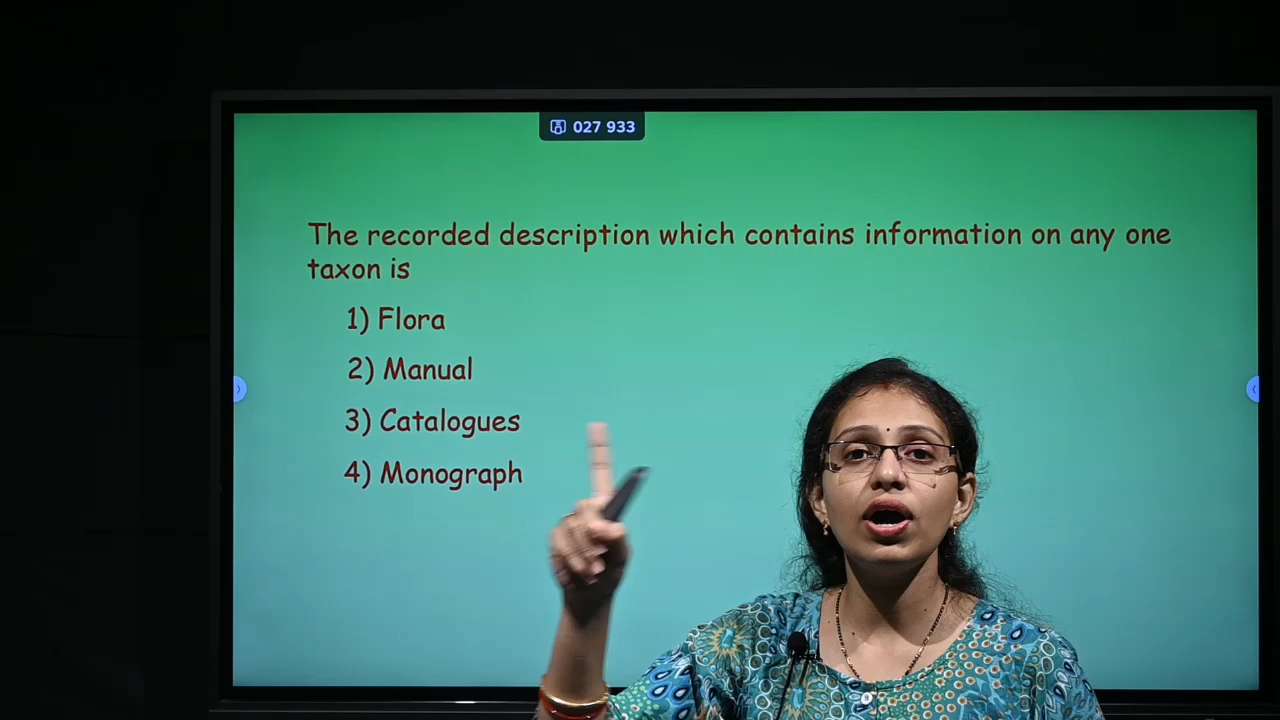 027 933
The recorded description which contains information on any one
taxon is
1) Flora
2) Manual
3) Catalogues
4) Monograph